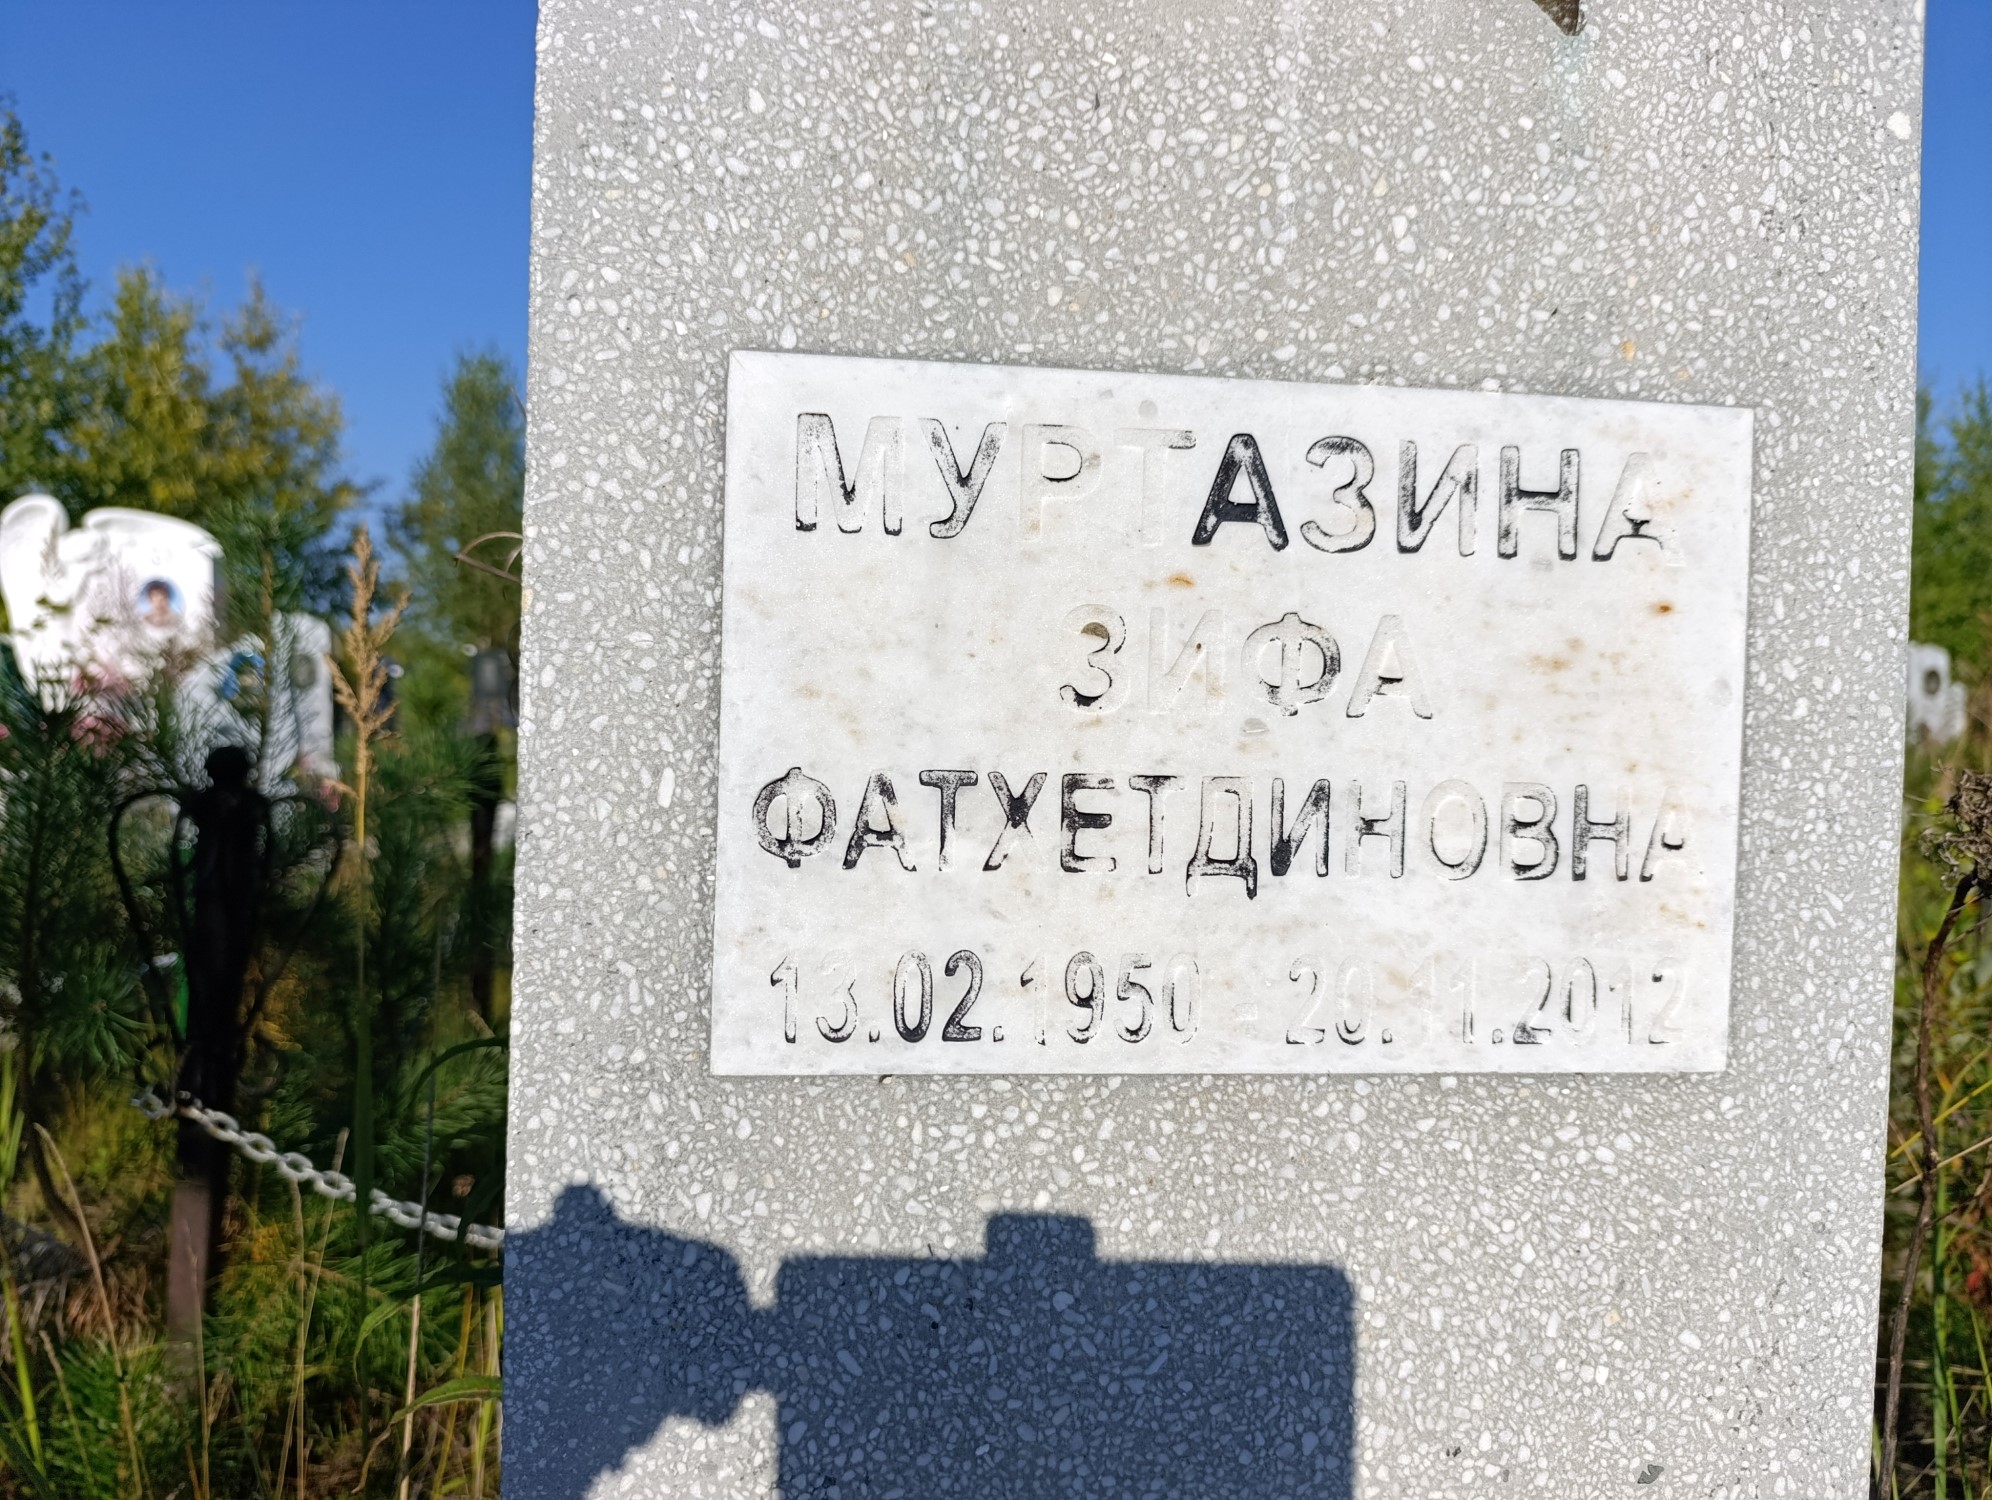 МУРТАЗИНА
ЗИФА
ФАТХЕТДИНОВНА
13.02.1950 - 20.11.2012